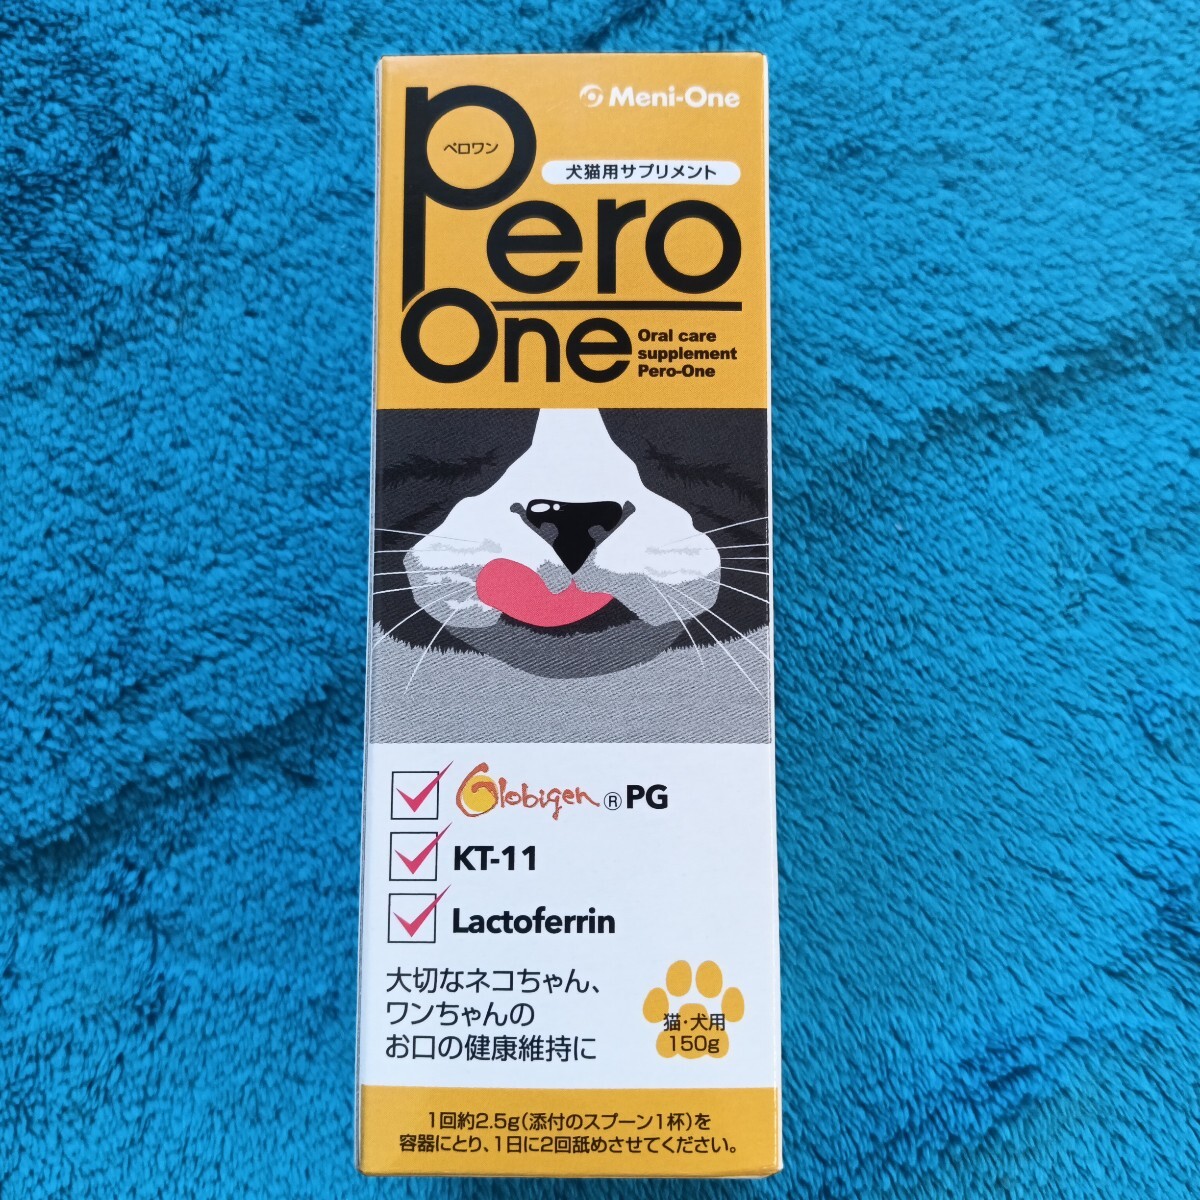 Meni-One
ペロワン
犬猫用サプリメント
Pero
One
Oral care
supplement
Pero-One
Globigen® PG
KT-11
Lactoferrin
大切なネコちゃん、
ワンちゃんの
お口の健康維持に
猫・犬用
150g
1回約2.5g(添付のスプーン1杯)を
容器にとり、1日に2回舐めさせてください。